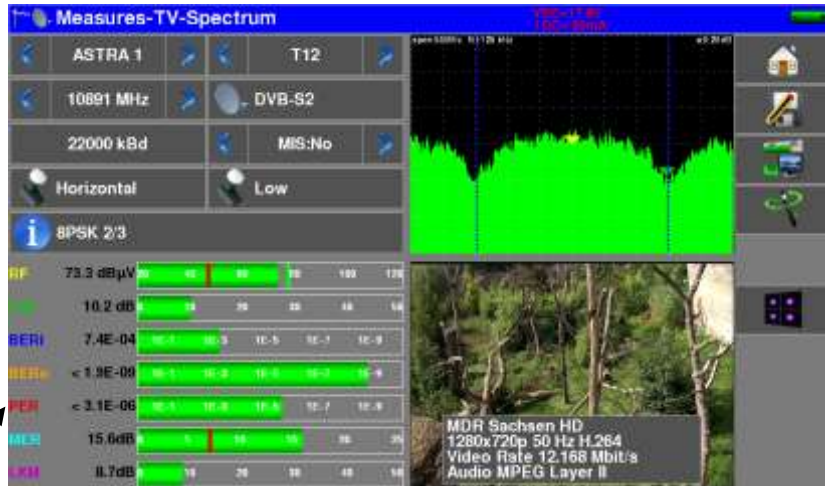 Measures-TV-Spectrum
ASTRA 1
T12
10891 MHz
DVB-S2
22000 kBd
MIS:No
Horizontal
Low
8PSK 2/3
RF 73.3 dBµV
10.2 dB
BERi 7.4E-04
< 1.9E-09
PER < 3.1E-06
MER 15.6dB
LKM 8.7dB
MDR Sachsen HD
1280x720p 50 Hz H.264
Video Rate 12.168 Mbit/s
Audio MPEG Layer II